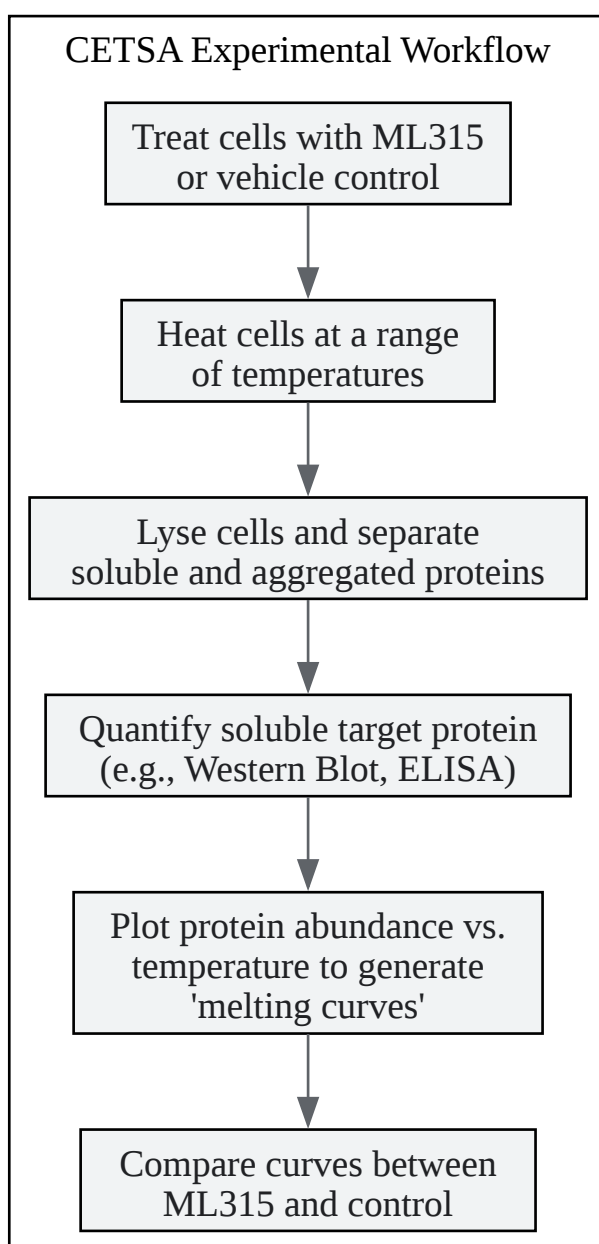 CETSA Experimental Workflow
Treat cells with ML315
or vehicle control
Heat cells at a range
of temperatures
Lyse cells and separate
soluble and aggregated proteins
Quantify soluble target protein
(e.g., Western Blot, ELISA)
Plot protein abundance vs.
temperature to generate
'melting curves'
Compare curves between
ML315 and control